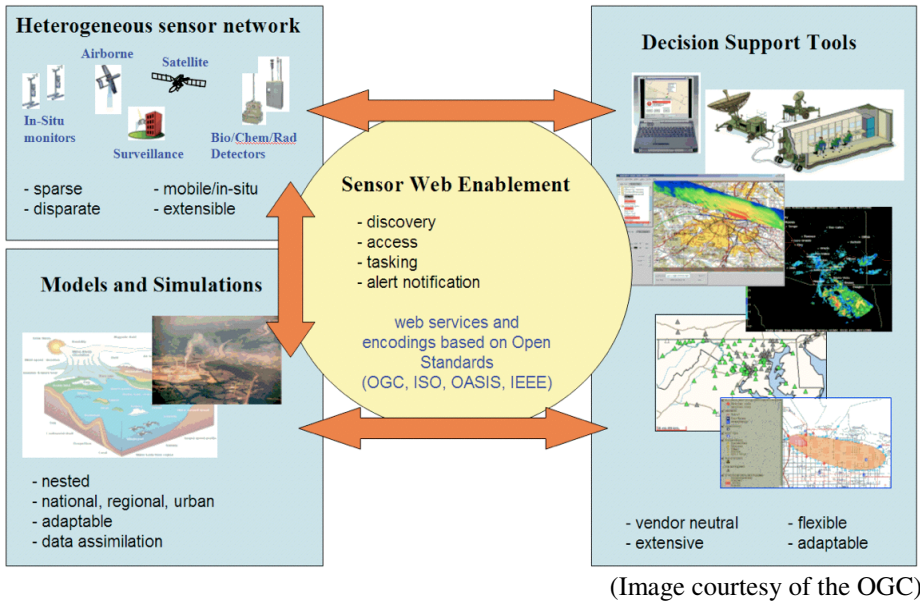 Heterogeneous sensor network
Airborne
Satellite
In-Situ
monitors
Surveillance
Bio/Chem/Rad
Detectors
- sparse
- disparate
- mobile/in-situ
- extensible
Models and Simulations
- nested
- national, regional, urban
- adaptable
- data assimilation
Sensor Web Enablement
- discovery
- access
- tasking
- alert notification
web services and
encodings based on Open
Standards
(OGC, ISO, OASIS, IEEE)
Decision Support Tools
- vendor neutral
- extensive
- flexible
- adaptable
(Image courtesy of the OGC)